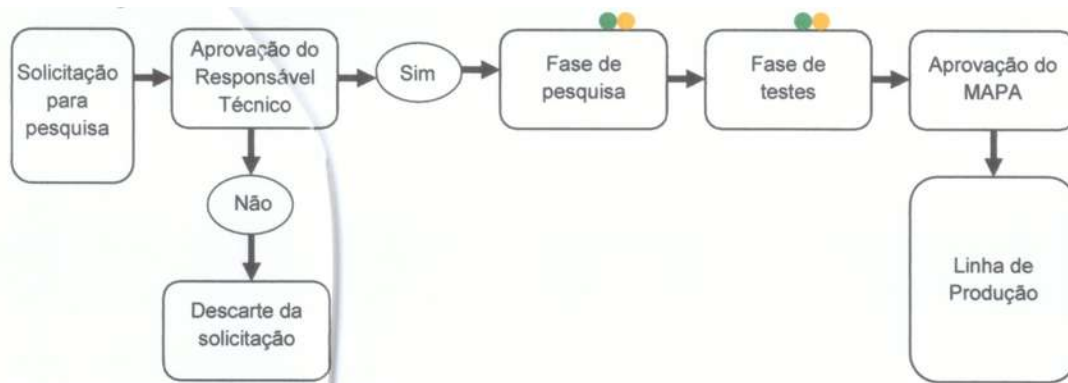 Solicitação
para
pesquisa
Aprovação do
Responsável
Técnico
Sim
Fase de
pesquisa
Fase de
testes
Aprovação do
MAPA
Não
Descarte da
solicitação
Linha de
Produção